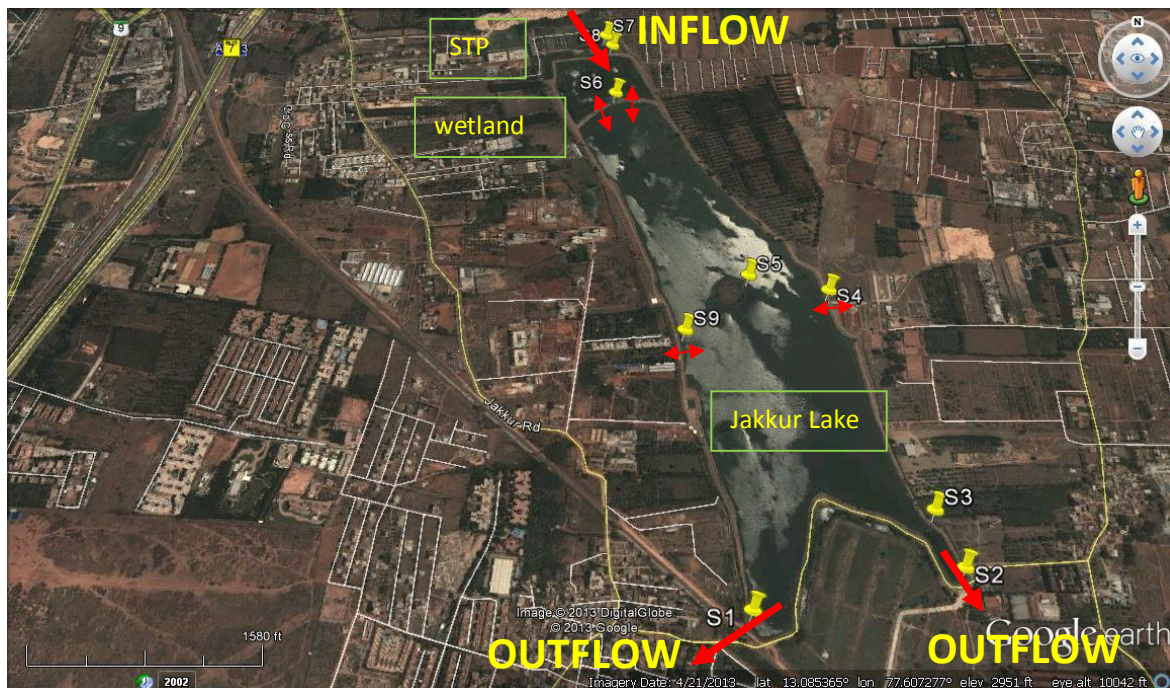 9
7
STP
S8
S7
INFLOW
N
S6
wetland
S5
S4
S9
Jakkur Rd
Jakkur Lake
S3
S2
S1
Image © 2013 DigitalGlobe
© 2013 Google
1580 ft
OUTFLOW
OUTFLOW
Google earth
2002
Imagery Date: 4/21/2013 lat 13.085365° lon 77.607277° elev 2951 ft eye alt 10042 ft